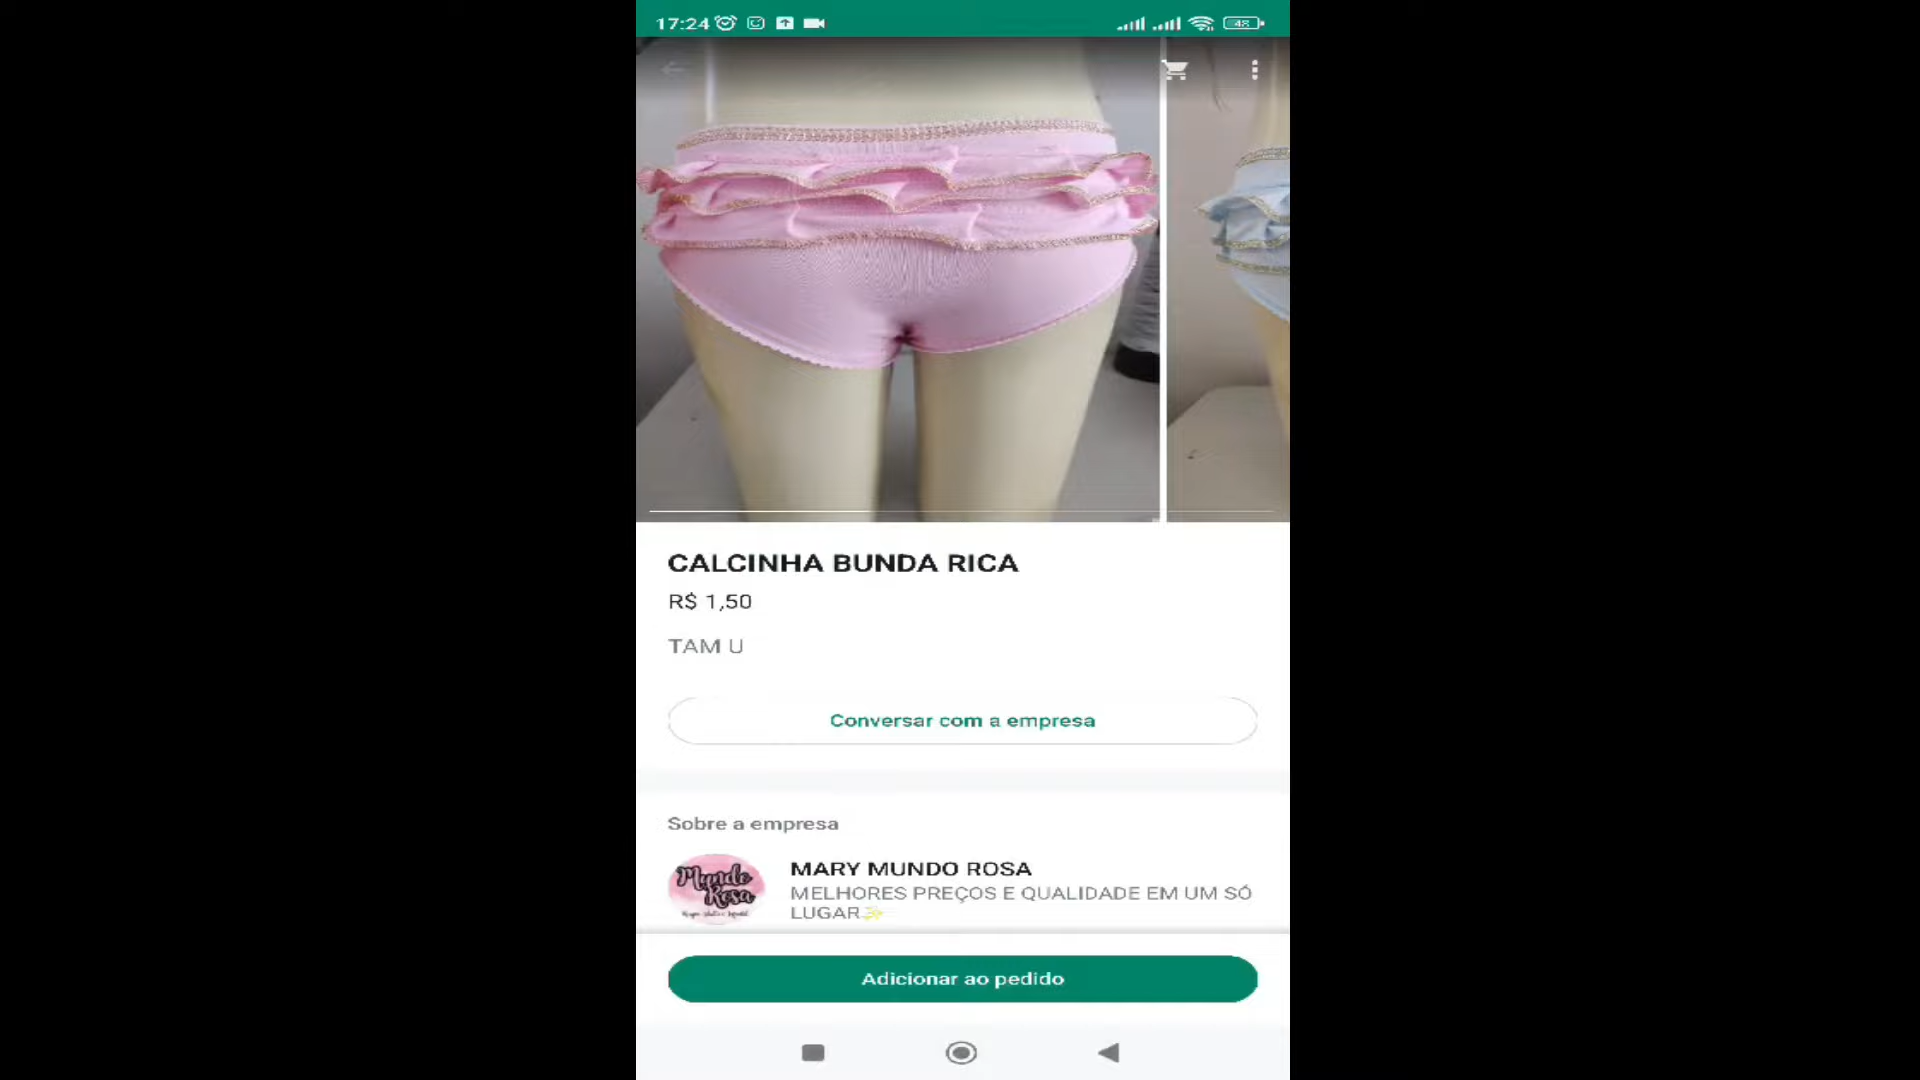 17:24
48
CALCINHA BUNDA RICA
R$ 1,50
TAM U
Conversar com a empresa
Sobre a empresa
Mundo
Rosa
MARY MUNDO ROSA
MELHORES PREÇOS E QUALIDADE EM UM SÓ
LUGAR✨
Adicionar ao pedido